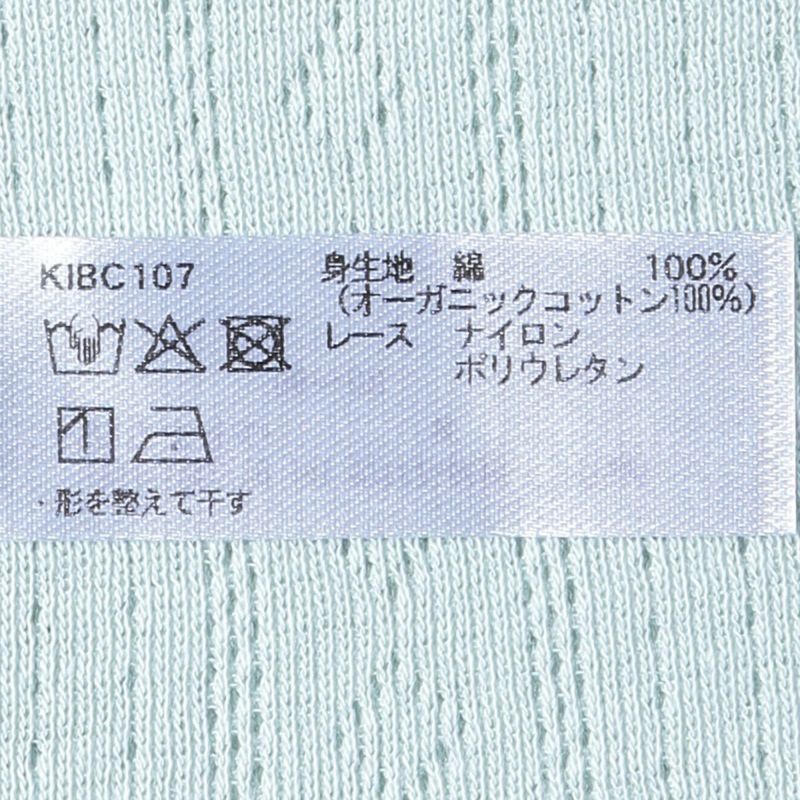 KIBC107
身生地 綿 100%
(オーガニックコットン100%)
レース ナイロン
ポリウレタン
・形を整えて干す